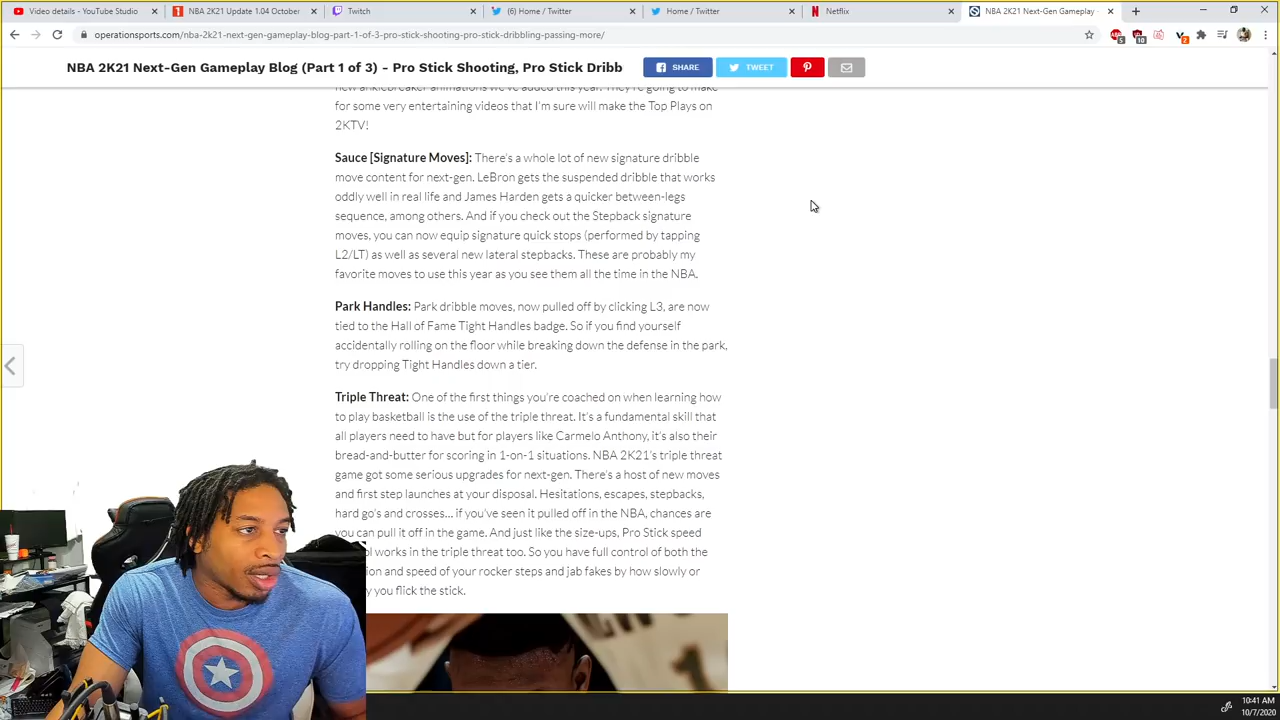 Video details - YouTube Studio
NBA 2K21 Update 1.04 October
Twitch
(6) Home / Twitter
Home / Twitter
Netflix
NBA 2K21 Next-Gen Gameplay
operationsports.com/nba-2k21-next-gen-gameplay-blog-part-1-of-3-pro-stick-shooting-pro-stick-dribbling-passing-more/
NBA 2K21 Next-Gen Gameplay Blog (Part 1 of 3) - Pro Stick Shooting, Pro Stick Dribb
SHARE
TWEET
new anklebreaker animations we've added this year. They're going to make
for some very entertaining videos that I'm sure will make the Top Plays on
2KTV!
Sauce [Signature Moves]: There's a whole lot of new signature dribble
move content for next-gen. LeBron gets the suspended dribble that works
oddly well in real life and James Harden gets a quicker between-legs
sequence, among others. And if you check out the Stepback signature
moves, you can now equip signature quick stops (performed by tapping
L2/LT) as well as several new lateral stepbacks. These are probably my
favorite moves to use this year as you see them all the time in the NBA.
Park Handles: Park dribble moves, now pulled off by clicking L3, are now
tied to the Hall of Fame Tight Handles badge. So if you find yourself
accidentally rolling on the floor while breaking down the defense in the park,
try dropping Tight Handles down a tier.
Triple Threat: One of the first things you're coached on when learning how
to play basketball is the use of the triple threat. It's a fundamental skill that
all players need to have but for players like Carmelo Anthony, it's also their
bread-and-butter for scoring in 1-on-1 situations. NBA 2K21's triple threat
game got some serious upgrades for next-gen. There's a host of new moves
and first step launches at your disposal. Hesitations, escapes, stepbacks,
hard go's and crosses... if you've seen it pulled off in the NBA, chances are
you can pull it off in the game. And just like the size-ups, Pro Stick speed
works in the triple threat too. So you have full control of both the
and speed of your rocker steps and jab fakes by how slowly or
you flick the stick.
10:41 AM
10/7/2020